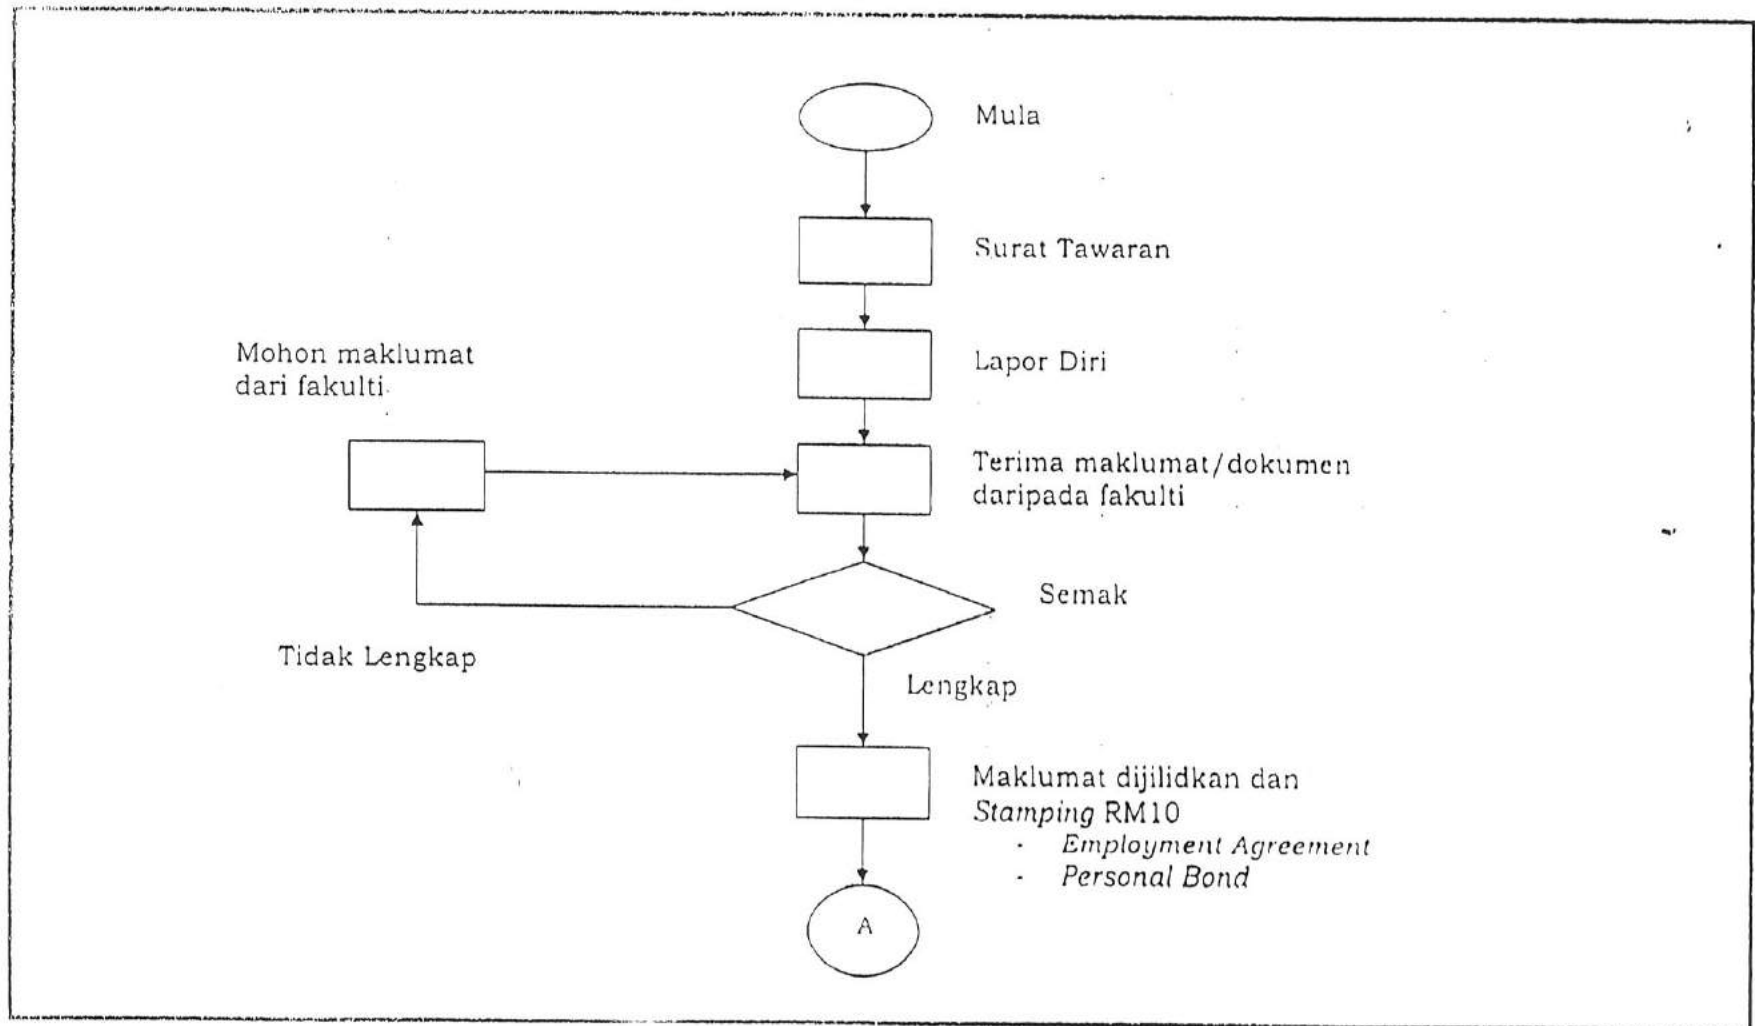 Mula
Surat Tawaran
Lapor Diri
Mohon maklumat
dari fakulti
Terima maklumat/dokumen
daripada fakulti
Semak
Tidak Lengkap
Lengkap
Maklumat dijilidkan dan
Stamping RM10
- Employment Agreement
- Personal Bond
A